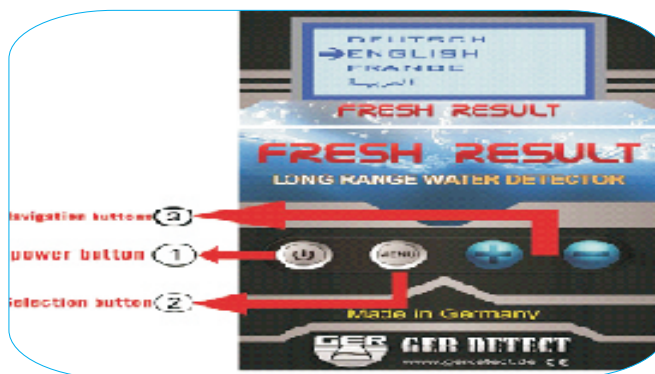 DEUTSCH
➔ENGLISH
FRANCE
العربية
FRESH RESULT
FRESH RESULT
LONG RANGE WATER DETECTOR
Navigation buttons 3
power button 1
MENU
+ −
Selection button 2
Made in Germany
GER GER DETECT
www.gerdetect.de CE